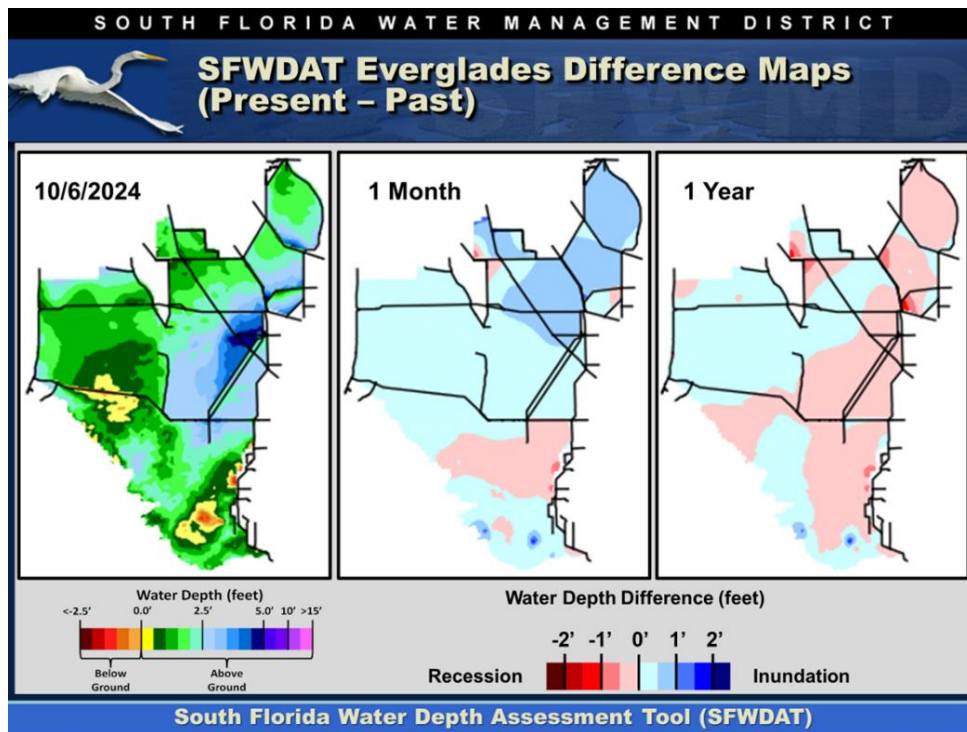 SOUTH FLORIDA WATER MANAGEMENT DISTRICT
SFWDAT Everglades Difference Maps
(Present – Past)
SFWMD
10/6/2024
1 Month
1 Year
Water Depth (feet)
<-2.5' 0.0' 2.5' 5.0' 10' >15'
Below
Ground
Above
Ground
Water Depth Difference (feet)
-2' -1' 0' 1' 2'
Recession
Inundation
South Florida Water Depth Assessment Tool (SFWDAT)